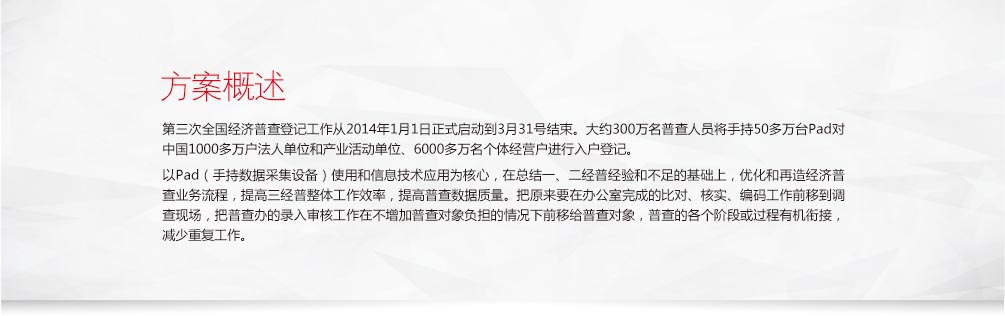 方案概述
第三次全国经济普查登记工作从2014年1月1日正式启动到3月31号结束。大约300万名普查人员将手持50多万台Pad对
中国1000多万户法人单位和产业活动单位、6000多万名个体经营户进行入户登记。
以Pad（手持数据采集设备）使用和信息技术应用为核心，在总结一、二经普经验和不足的基础上，优化和再造经济普
查业务流程，提高三经普整体工作效率，提高普查数据质量。把原来要在办公室完成的比对、核实、编码工作前移到调
查现场，把普查办的录入审核工作在不增加普查对象负担的情况下前移给普查对象，普查的各个阶段或过程有机衔接，
减少重复工作。